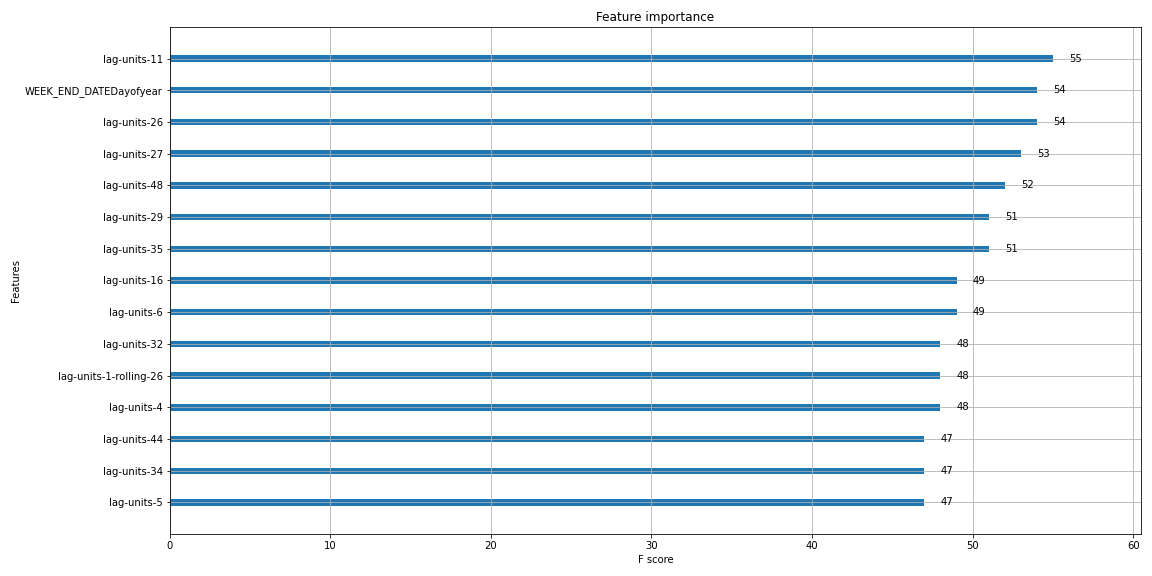 Feature importance
lag-units-11 55
WEEK_END_DATEDayofyear 54
lag-units-26 54
lag-units-27 53
lag-units-48 52
lag-units-29 51
lag-units-35 51
lag-units-16 49
lag-units-6 49
lag-units-32 48
lag-units-1-rolling-26 48
lag-units-4 48
lag-units-44 47
lag-units-34 47
lag-units-5 47
Features
0 10 20 30 40 50 60
F score